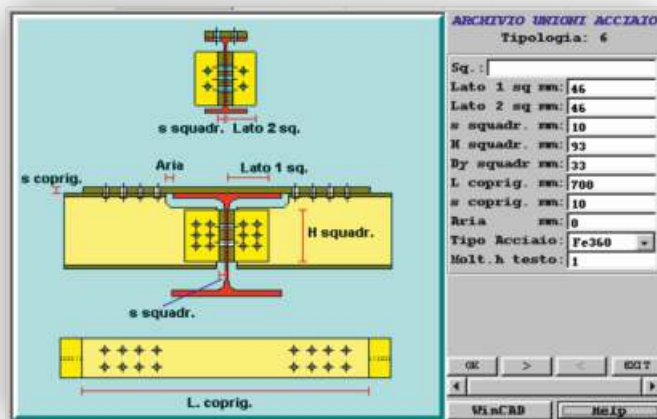 ARCHIVIO UNIONI ACCIAIO
Tipologia: 6
Sq.:
Lato 1 sq mm: 46
Lato 2 sq mm: 46
s squadr. mm: 10
H squadr. mm: 93
Dy squadr mm: 33
L coprig. mm: 700
s coprig. mm: 10
Aria mm: 0
Tipo Acciaio: Fe360
Molt.h testo: 1
OK > < EXIT
WinCAD Help
s squadr. Lato 2 sq.
Aria Lato 1 sq.
s coprig.
H squadr.
s squadr.
L. coprig.